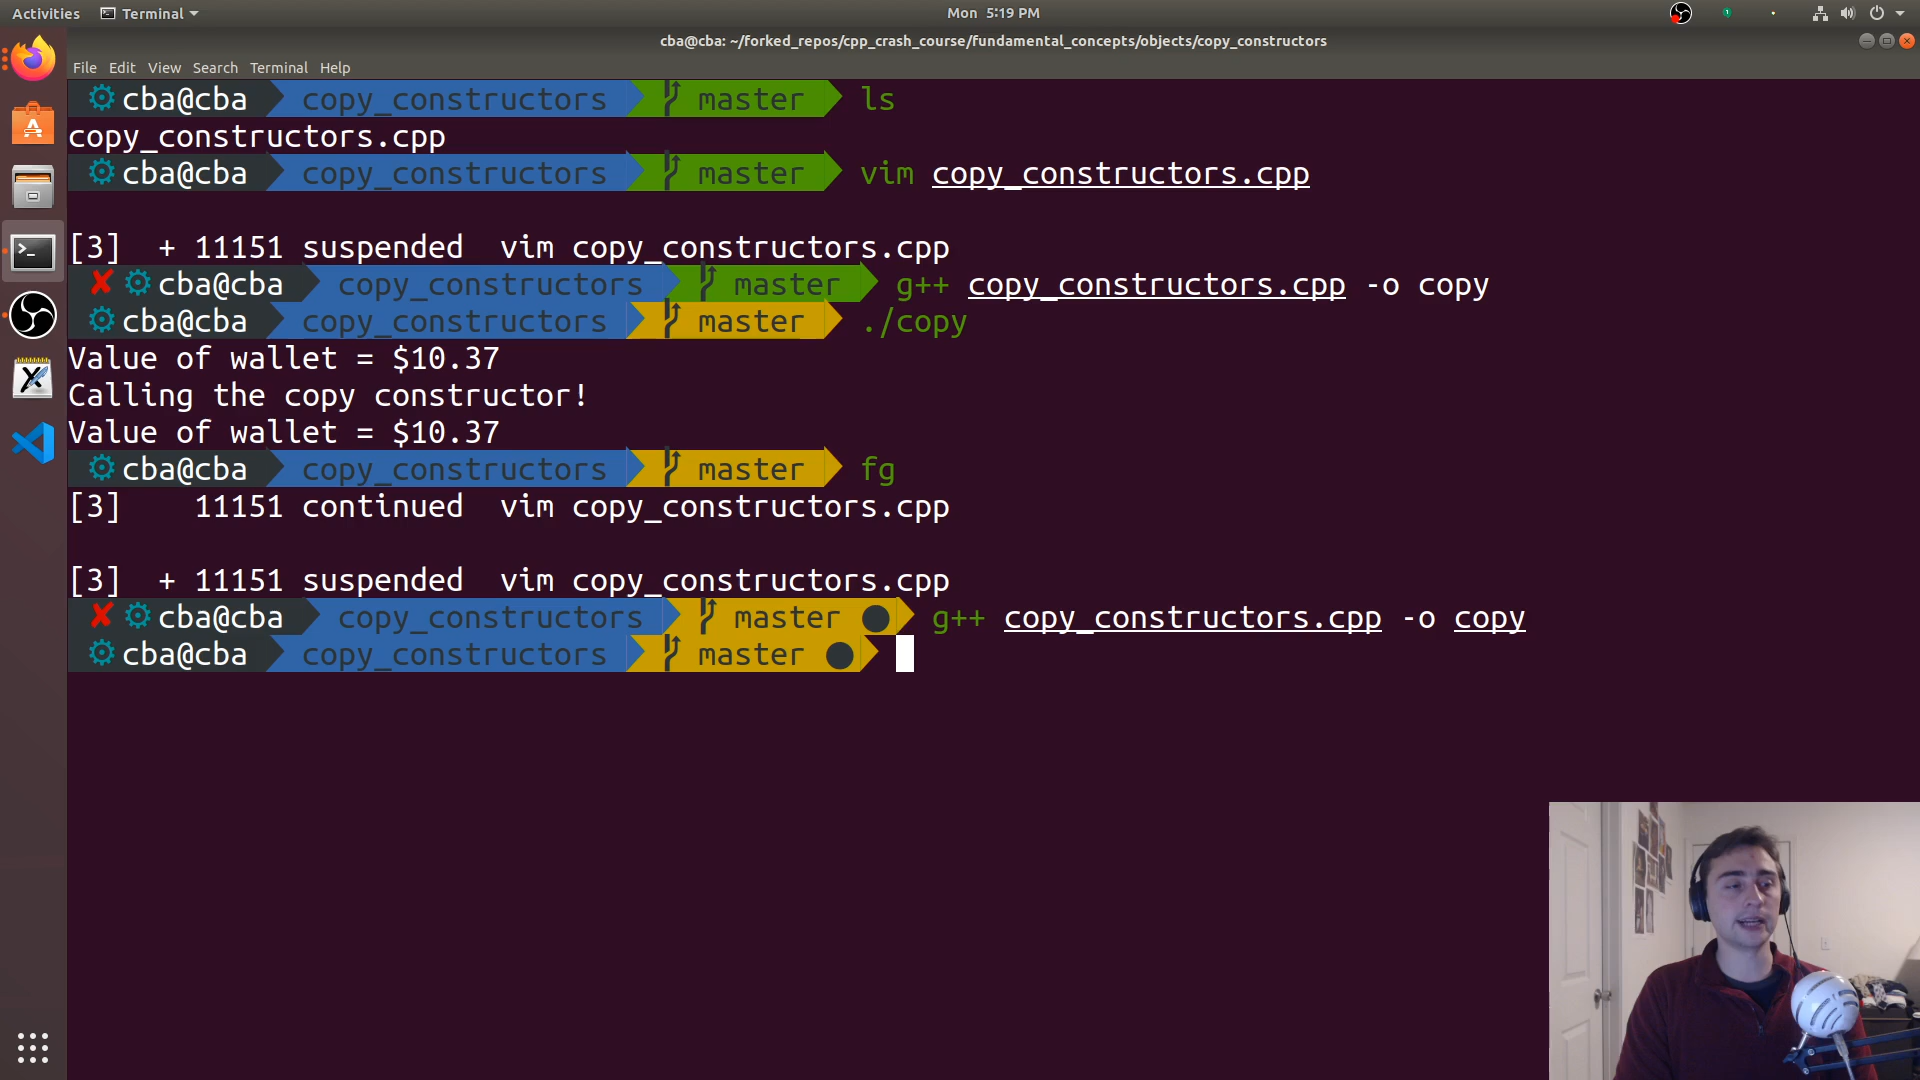 Activities Terminal Mon 5:19 PM
cba@cba: ~/forked_repos/cpp_crash_course/fundamental_concepts/objects/copy_constructors
File Edit View Search Terminal Help
cba@cba copy_constructors master ls
copy_constructors.cpp
cba@cba copy_constructors master vim copy_constructors.cpp
[3] + 11151 suspended vim copy_constructors.cpp
✘ cba@cba copy_constructors master g++ copy_constructors.cpp -o copy
cba@cba copy_constructors master ./copy
Value of wallet = $10.37
Calling the copy constructor!
Value of wallet = $10.37
cba@cba copy_constructors master fg
[3] 11151 continued vim copy_constructors.cpp
[3] + 11151 suspended vim copy_constructors.cpp
✘ cba@cba copy_constructors master ● g++ copy_constructors.cpp -o copy
cba@cba copy_constructors master ●